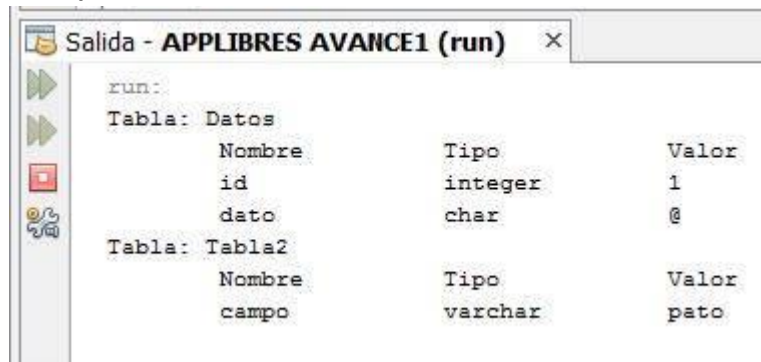 Salida - APPLIBRES AVANCE1 (run) ×
run:
Tabla: Datos
Nombre Tipo Valor
id integer 1
dato char @
Tabla: Tabla2
Nombre Tipo Valor
campo varchar pato